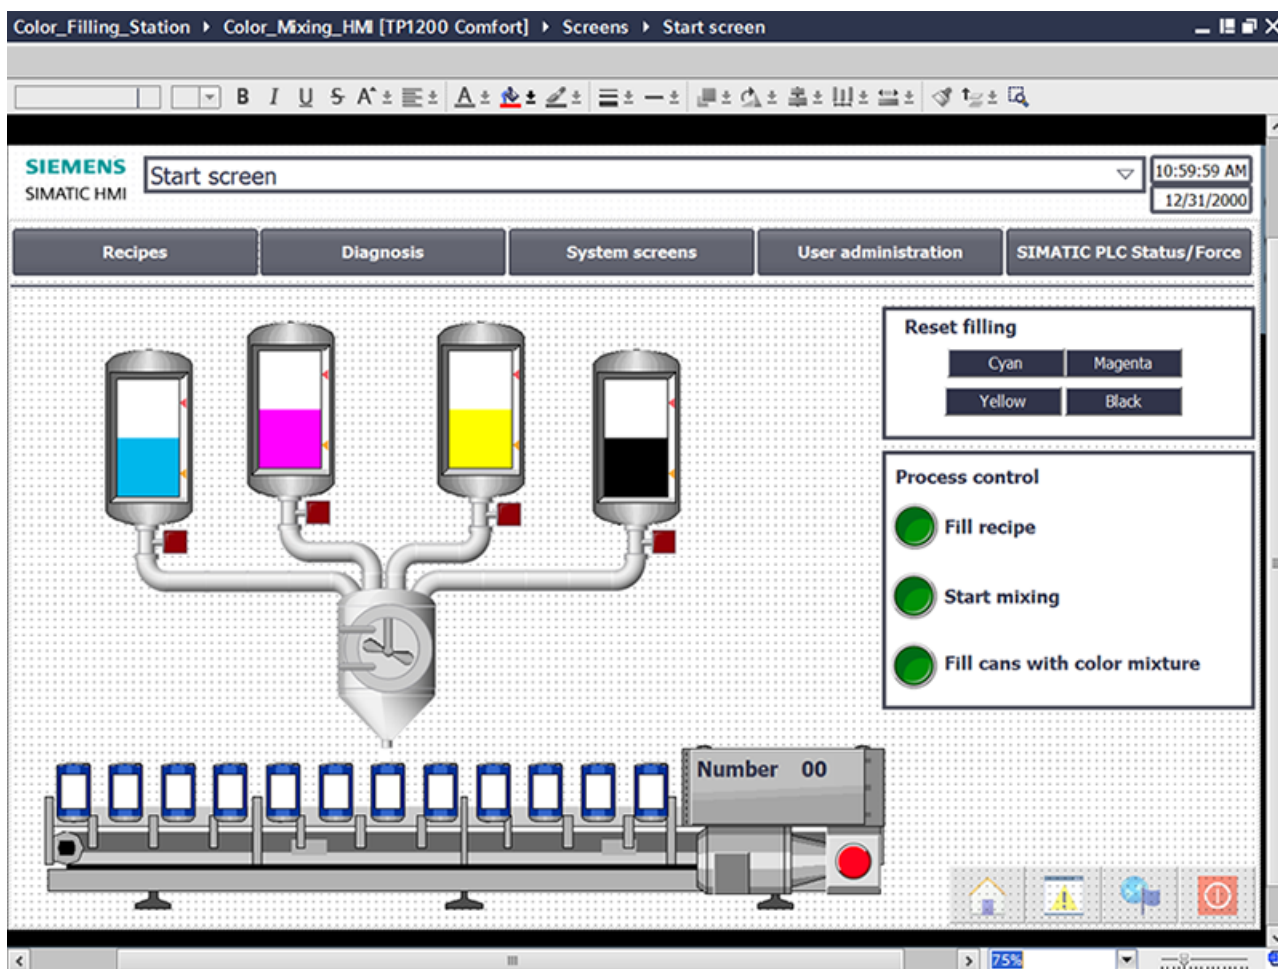 Color_Filling_Station ▸ Color_Mixing_HMI [TP1200 Comfort] ▸ Screens ▸ Start screen
B I U S A
SIEMENS
SIMATIC HMI
Start screen
10:59:59 AM
12/31/2000
Recipes Diagnosis System screens User administration SIMATIC PLC Status/Force
Reset filling
Cyan Magenta
Yellow Black
Process control
Fill recipe
Start mixing
Fill cans with color mixture
Number 00
75%